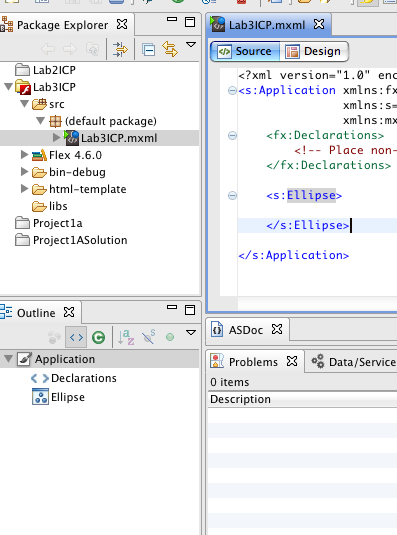 Package Explorer
Lab2ICP
Lab3ICP
src
(default package)
Lab3ICP.mxml
Flex 4.6.0
bin-debug
html-template
libs
Project1a
Project1ASolution
Outline
Application
Declarations
Ellipse
Lab3ICP.mxml
Source Design
<?xml version="1.0" enc
<s:Application xmlns:fx
xmlns:s=
xmlns:mx
<fx:Declarations>
<!-- Place non-
</fx:Declarations>
<s:Ellipse>
</s:Ellipse>
</s:Application>
ASDoc
Problems Data/Service
0 items
Description